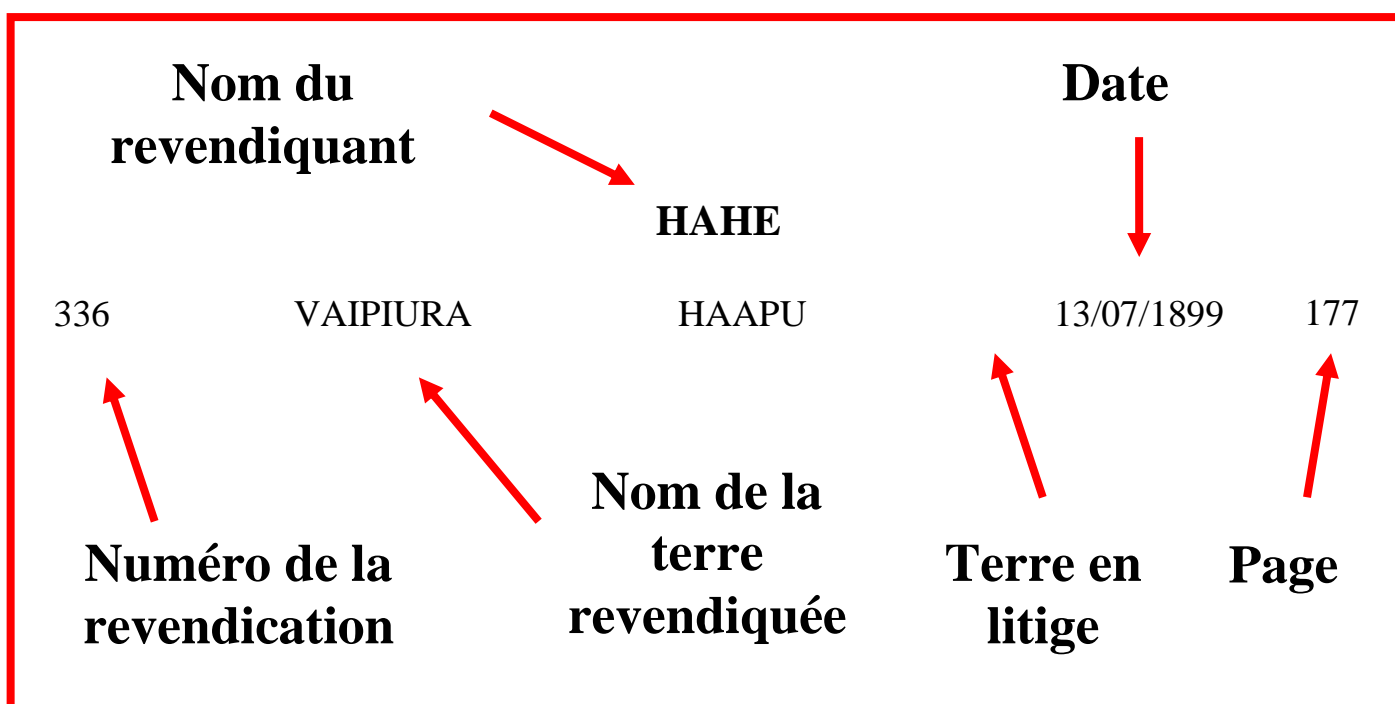 Nom du
revendiquant
Date
HAHE
336 VAIPIURA HAAPU 13/07/1899 177
Numéro de la
revendication
Nom de la
terre
revendiquée
Terre en
litige
Page